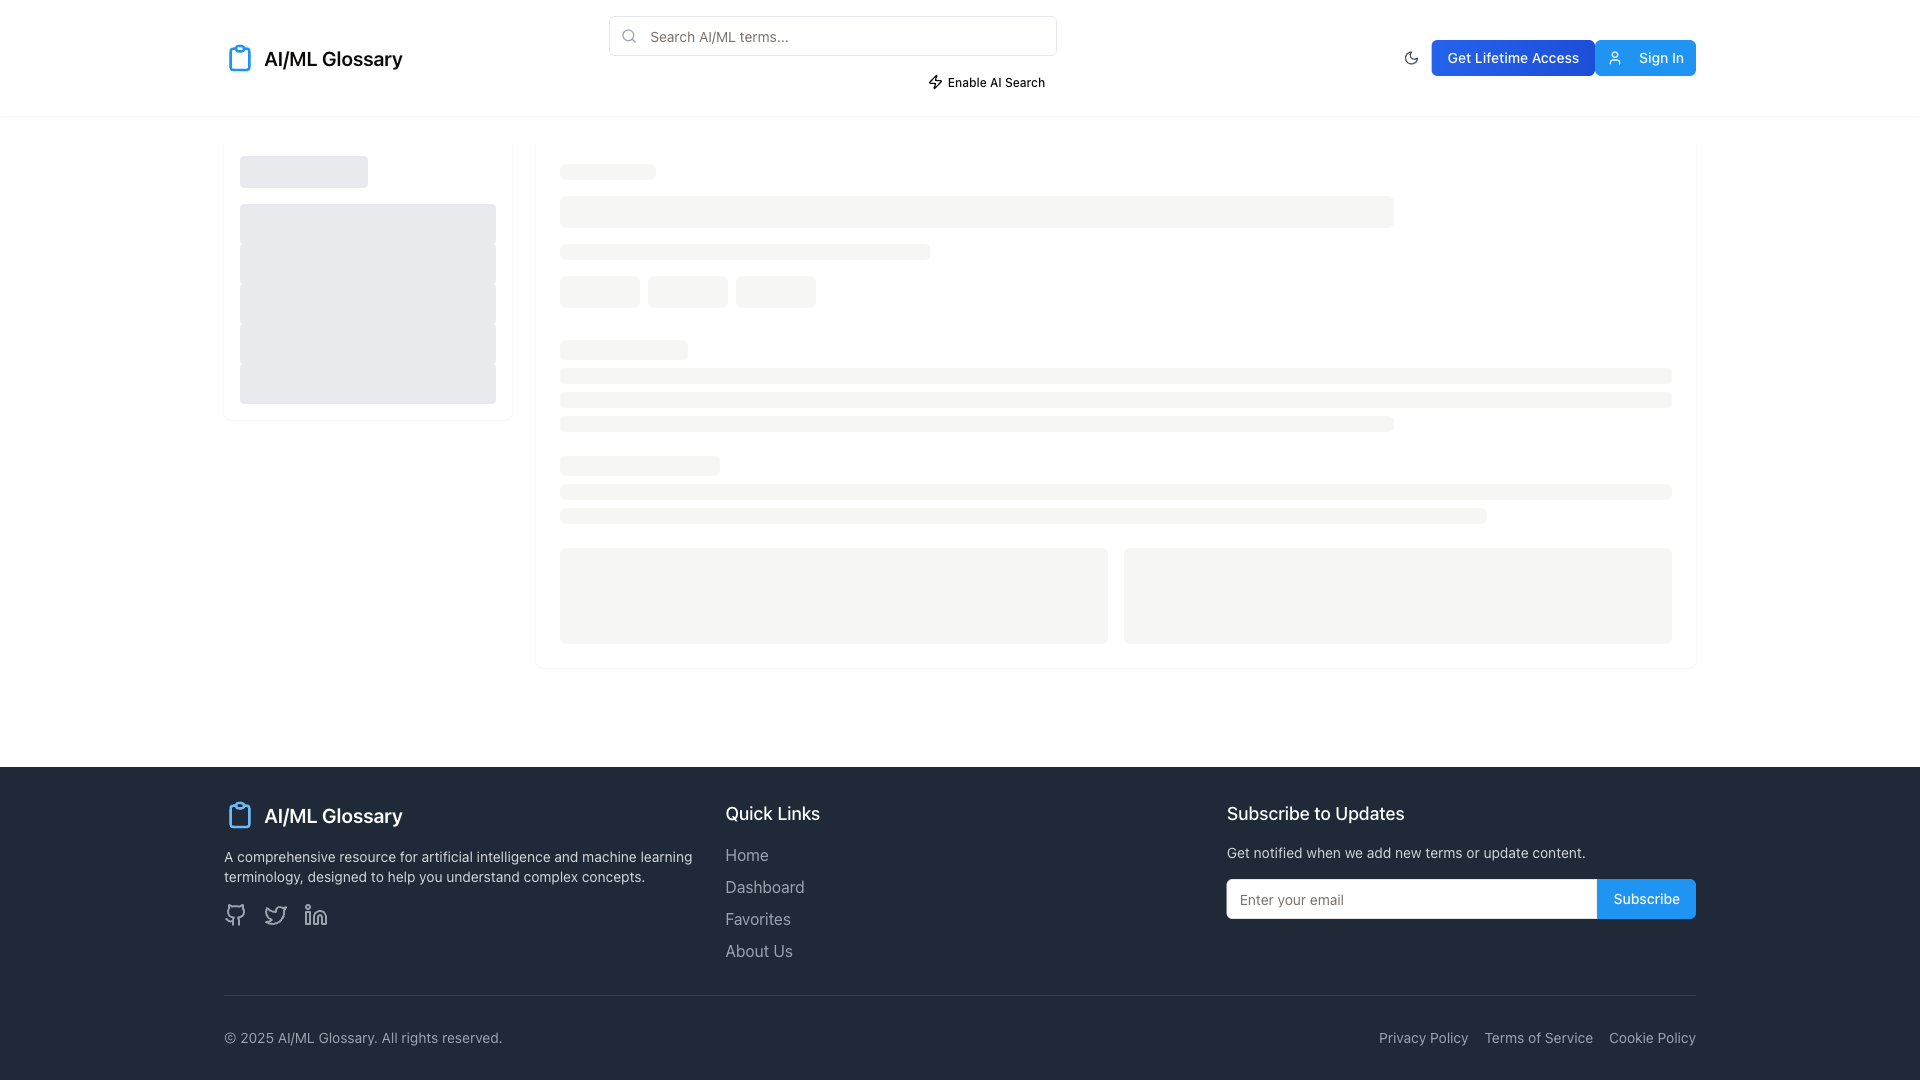 AI/ML Glossary
Search AI/ML terms...
Enable AI Search
Get Lifetime Access
Sign In
AI/ML Glossary
A comprehensive resource for artificial intelligence and machine learning
terminology, designed to help you understand complex concepts.
Quick Links
Home
Dashboard
Favorites
About Us
Subscribe to Updates
Get notified when we add new terms or update content.
Enter your email
Subscribe
© 2025 AI/ML Glossary. All rights reserved.
Privacy Policy
Terms of Service
Cookie Policy